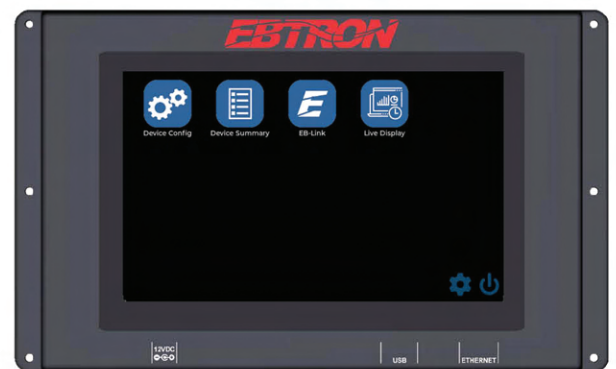 EBTRON
Device Config
Device Summary
EB-Link
Live Display
12VDC
USB
ETHERNET